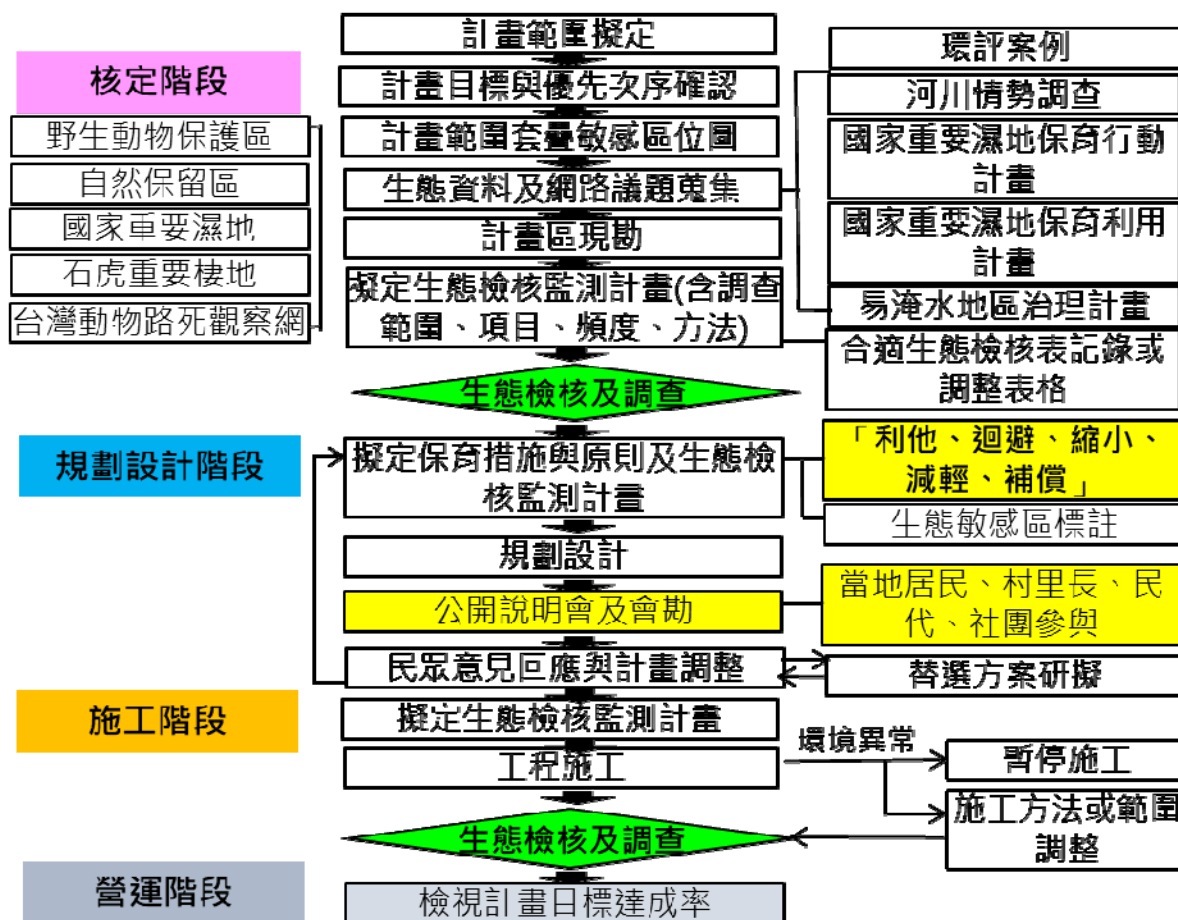 計畫範圍擬定
核定階段
計畫目標與優先次序確認
計畫範圍套疊敏感區位圖
生態資料及網路議題蒐集
計畫區現勘
擬定生態檢核監測計畫(含調查
範圍、項目、頻度、方法)
野生動物保護區
自然保留區
國家重要濕地
石虎重要棲地
台灣動物路死觀察網
環評案例
河川情勢調查
國家重要濕地保育行動
計畫
國家重要濕地保育利用
計畫
易淹水地區治理計畫
合適生態檢核表記錄或
調整表格
生態檢核及調查
規劃設計階段
擬定保育措施與原則及生態檢
核監測計畫
「利他、迴避、縮小、
減輕、補償」
生態敏感區標註
規劃設計
公開說明會及會勘
當地居民、村里長、民
代、社團參與
民眾意見回應與計畫調整
替選方案研擬
施工階段
擬定生態檢核監測計畫
工程施工
環境異常
暫停施工
施工方法或範圍
調整
生態檢核及調查
營運階段
檢視計畫目標達成率